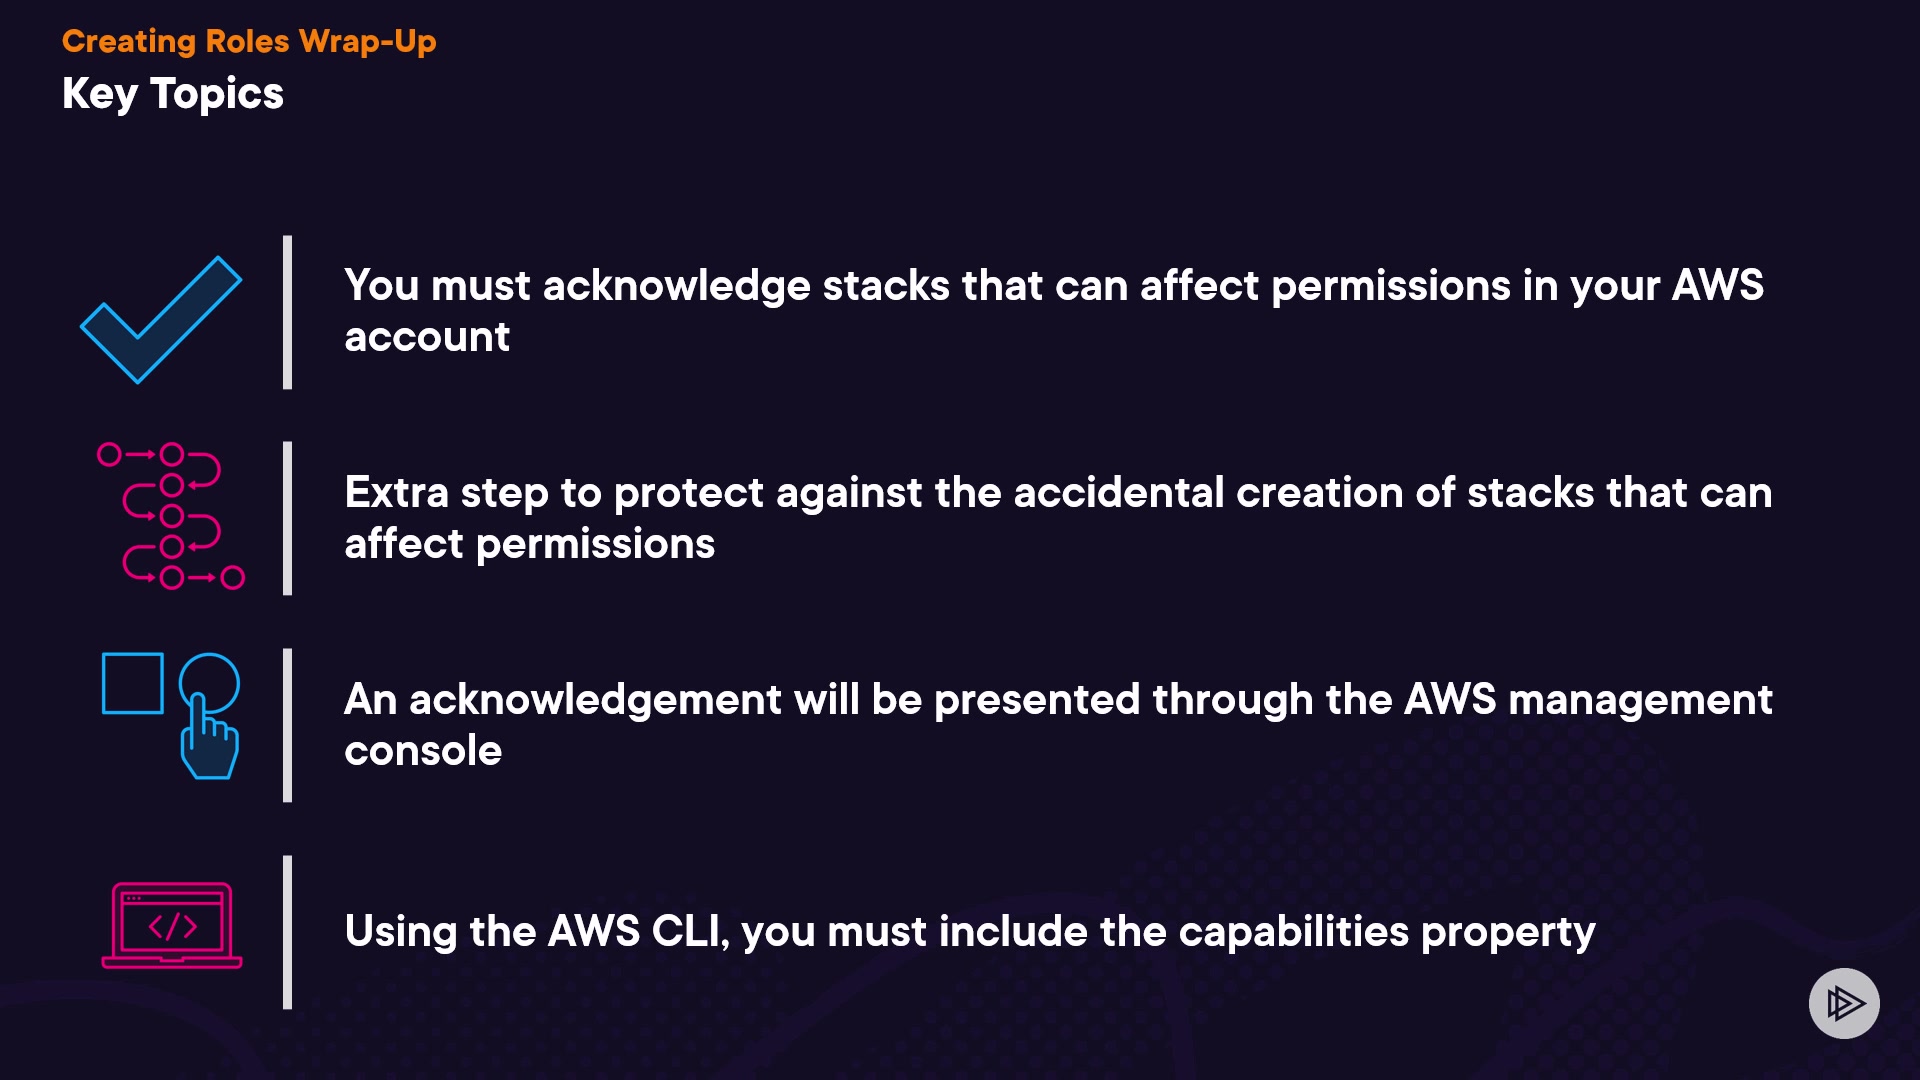 Creating Roles Wrap-Up
Key Topics
You must acknowledge stacks that can affect permissions in your AWS
account
Extra step to protect against the accidental creation of stacks that can
affect permissions
An acknowledgement will be presented through the AWS management
console
</>
Using the AWS CLI, you must include the capabilities property